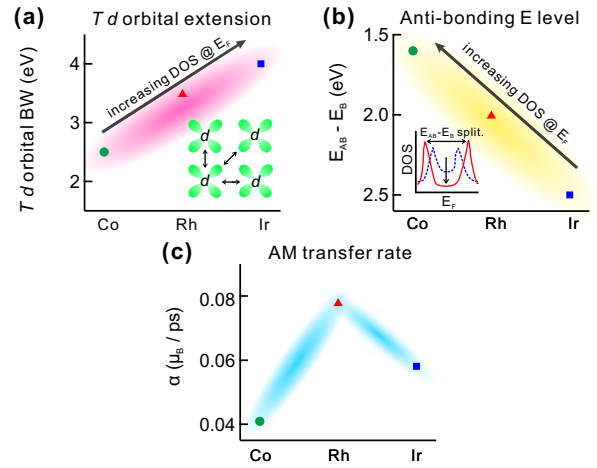 (a)
T d orbital extension
T d orbital BW (eV)
4
3
2
increasing DOS @ E_F
d
d
d
d
Co
Rh
Ir
(b)
Anti-bonding E level
E_AB - E_B (eV)
1.5
2.0
2.5
increasing DOS @ E_F
E_AB-E_B split.
DOS
E_F
Co
Rh
Ir
(c)
AM transfer rate
α (μ_B / ps)
0.08
0.06
0.04
Co
Rh
Ir